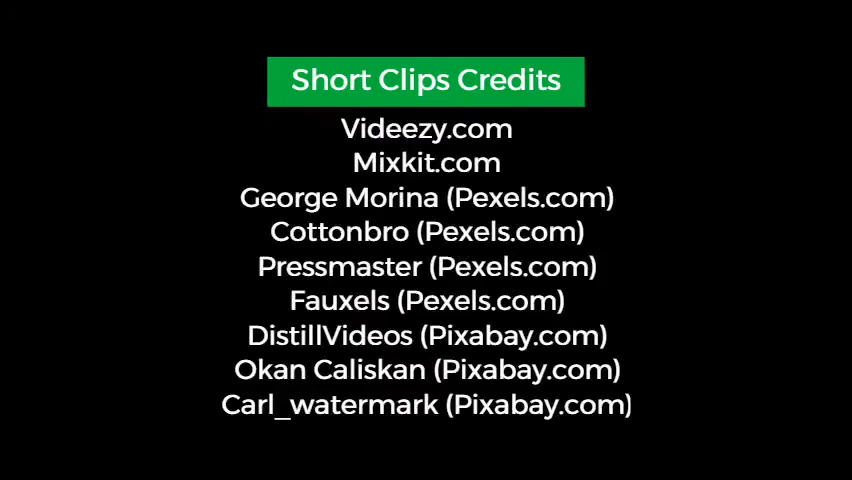 Short Clips Credits
Videezy.com
Mixkit.com
George Morina (Pexels.com)
Cottonbro (Pexels.com)
Pressmaster (Pexels.com)
Fauxels (Pexels.com)
DistillVideos (Pixabay.com)
Okan Caliskan (Pixabay.com)
Carl_watermark (Pixabay.com)